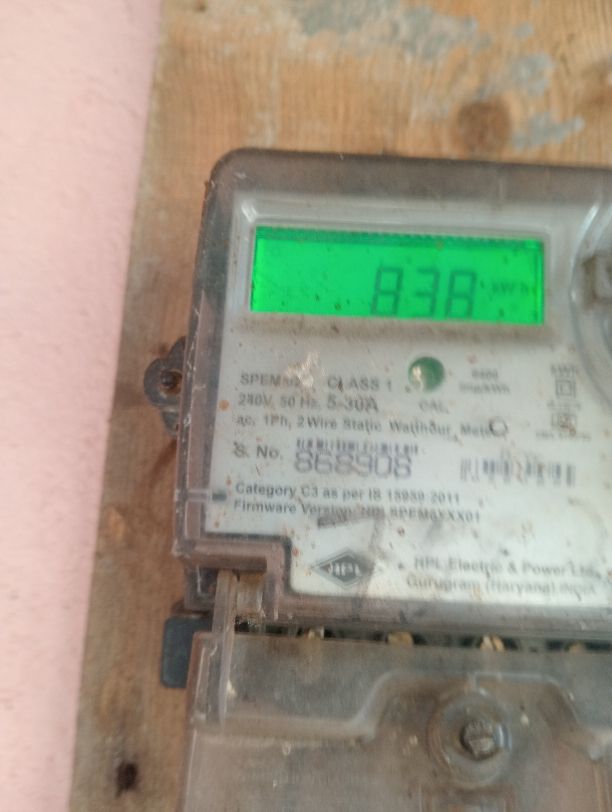 838 kWh
CLASS 1
240V, 50 Hz, 5-30A
CAL
ac, 1Ph, 2Wire Static Watthour Meter
S. No. 868908
Category C3 as per IS 15959:2011
Firmware Version:
HPL
HPL Electric & Power Ltd.
Gurugram (Haryana) INDIA